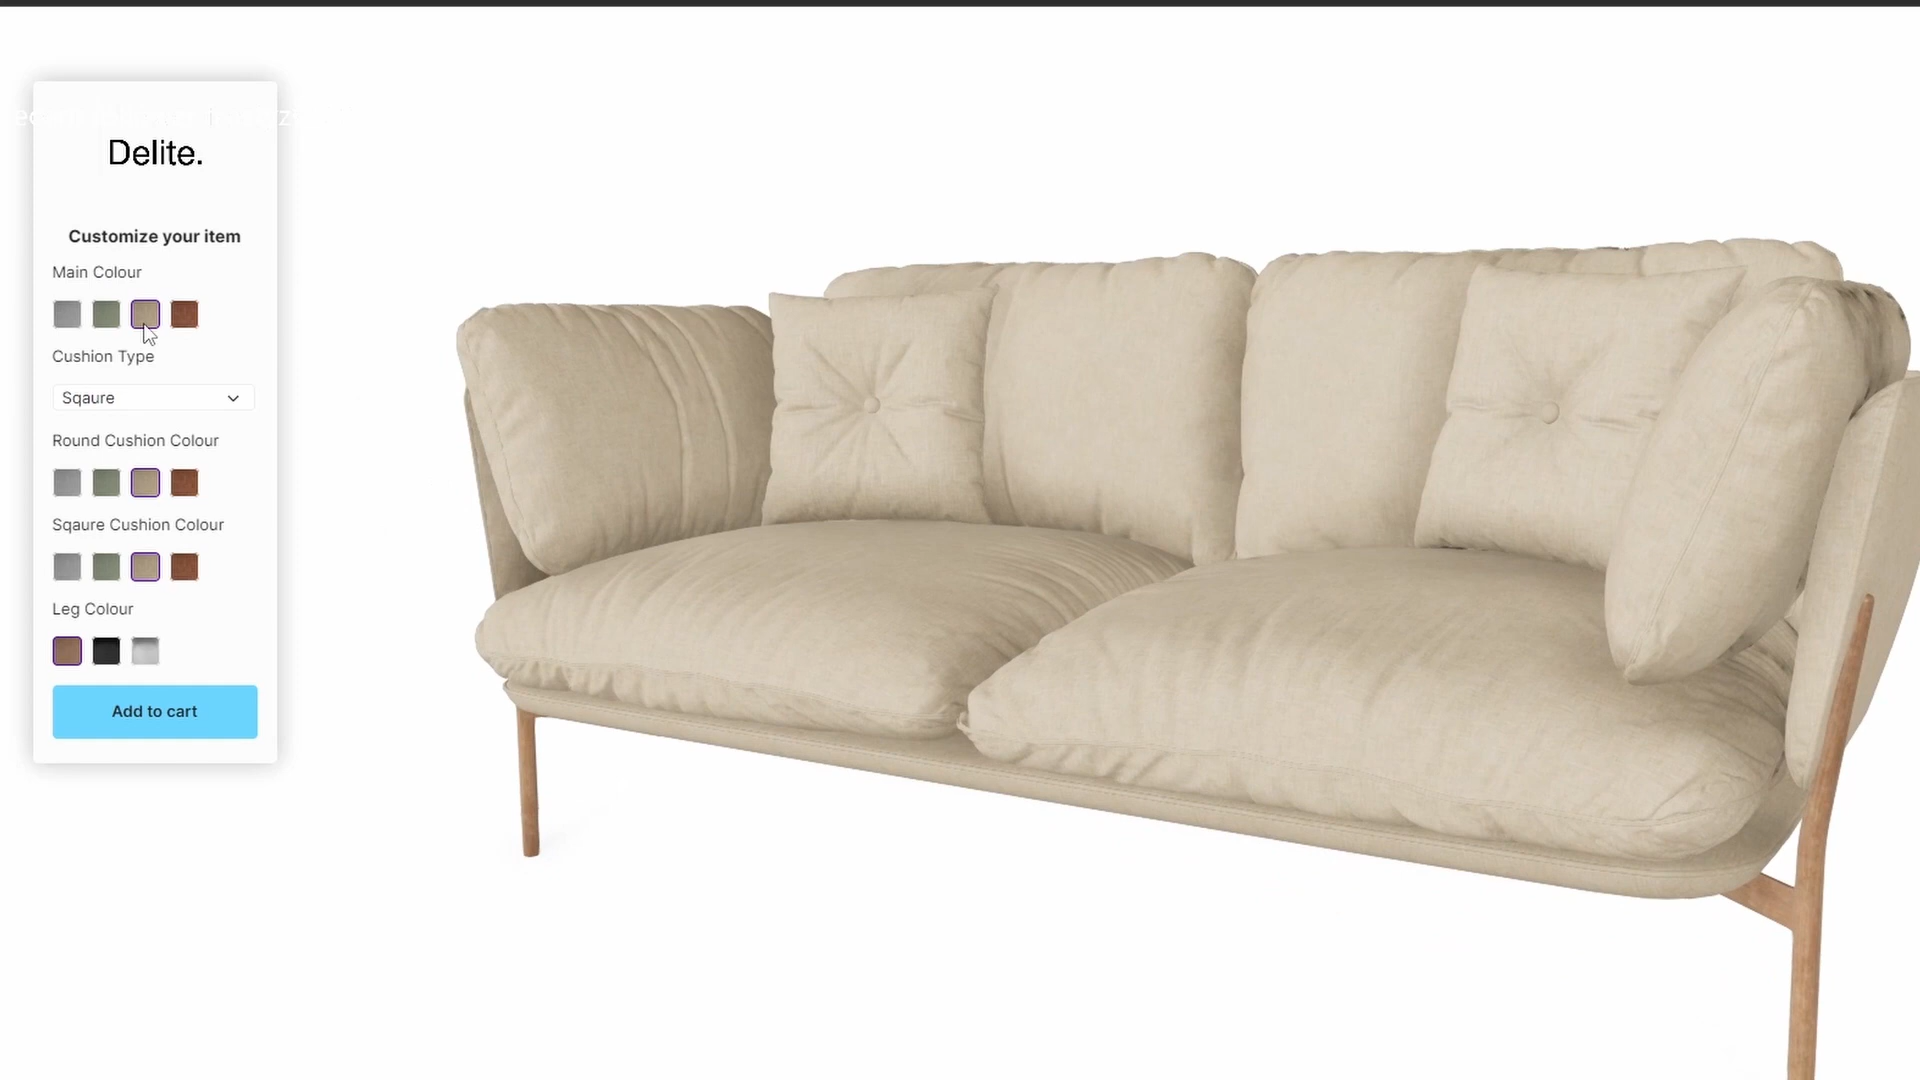 Delite.
Customize your item
Main Colour
Cushion Type
Sqaure
Round Cushion Colour
Sqaure Cushion Colour
Leg Colour
Add to cart